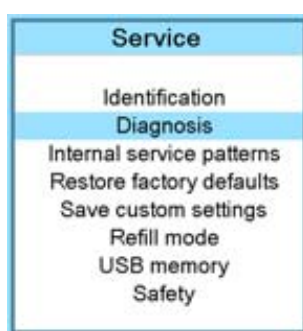 Service
Identification
Diagnosis
Internal service patterns
Restore factory defaults
Save custom settings
Refill mode
USB memory
Safety